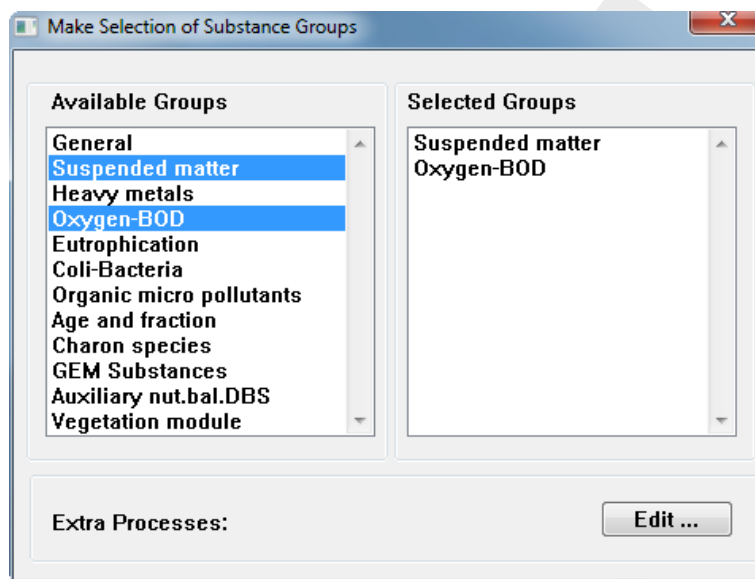 Make Selection of Substance Groups
Available Groups
General
Suspended matter
Heavy metals
Oxygen-BOD
Eutrophication
Coli-Bacteria
Organic micro pollutants
Age and fraction
Charon species
GEM Substances
Auxiliary nut.bal.DBS
Vegetation module
Selected Groups
Suspended matter
Oxygen-BOD
Extra Processes:
Edit ...